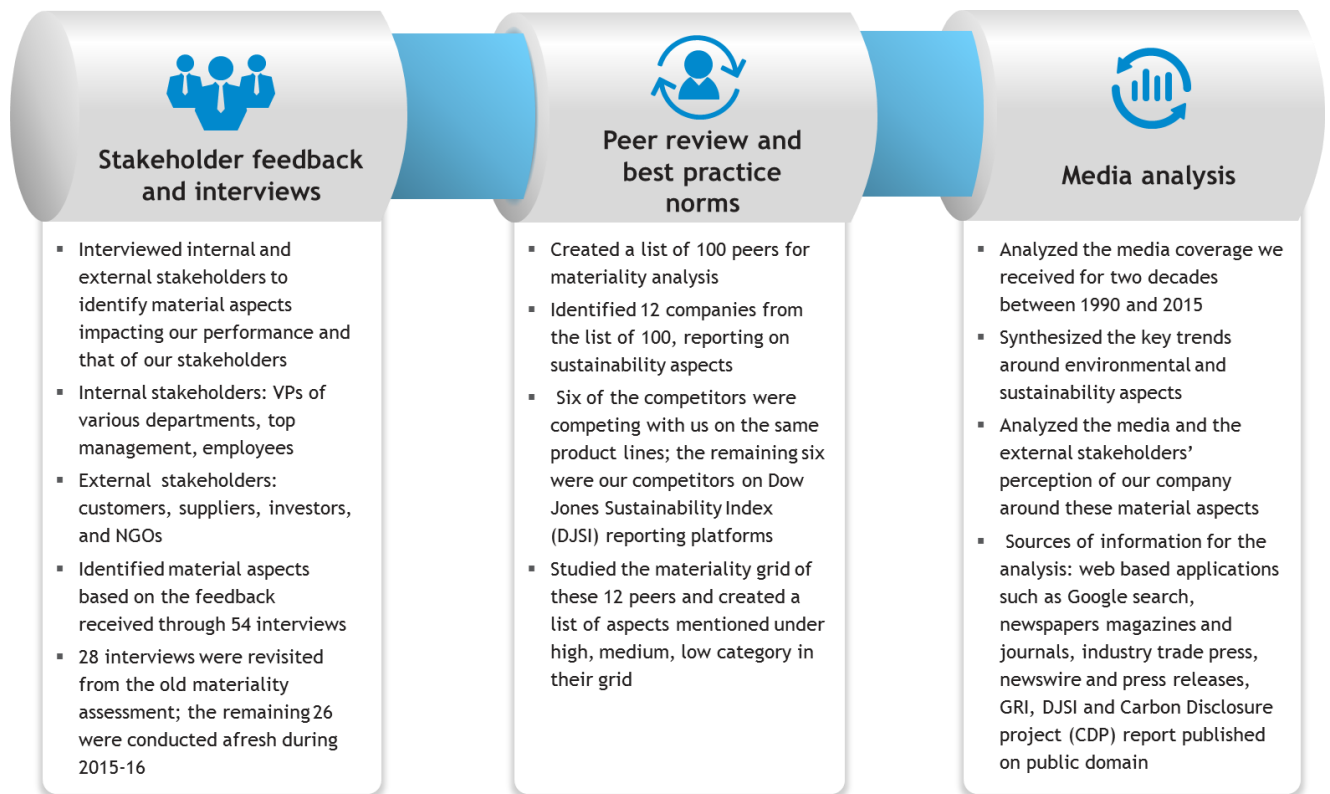 Stakeholder feedback
and interviews
▪ Interviewed internal and
external stakeholders to
identify material aspects
impacting our performance and
that of our stakeholders
▪ Internal stakeholders: VPs of
various departments, top
management, employees
▪ External stakeholders:
customers, suppliers, investors,
and NGOs
▪ Identified material aspects
based on the feedback
received through 54 interviews
▪ 28 interviews were revisited
from the old materiality
assessment; the remaining 26
were conducted afresh during
2015-16
Peer review and
best practice
norms
▪ Created a list of 100 peers for
materiality analysis
▪ Identified 12 companies from
the list of 100, reporting on
sustainability aspects
▪ Six of the competitors were
competing with us on the same
product lines; the remaining six
were our competitors on Dow
Jones Sustainability Index
(DJSI) reporting platforms
▪ Studied the materiality grid of
these 12 peers and created a
list of aspects mentioned under
high, medium, low category in
their grid
Media analysis
▪ Analyzed the media coverage we
received for two decades
between 1990 and 2015
▪ Synthesized the key trends
around environmental and
sustainability aspects
▪ Analyzed the media and the
external stakeholders’
perception of our company
around these material aspects
▪ Sources of information for the
analysis: web based applications
such as Google search,
newspapers magazines and
journals, industry trade press,
newswire and press releases,
GRI, DJSI and Carbon Disclosure
project (CDP) report published
on public domain